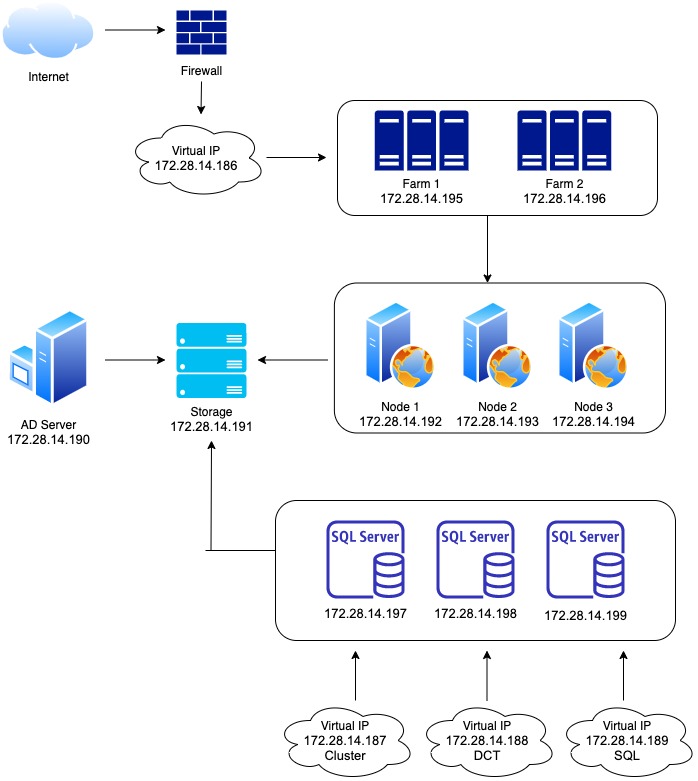 Internet
Firewall
Virtual IP
172.28.14.186
Farm 1
172.28.14.195
Farm 2
172.28.14.196
AD Server
172.28.14.190
Storage
172.28.14.191
Node 1
172.28.14.192
Node 2
172.28.14.193
Node 3
172.28.14.194
SQL Server
172.28.14.197
SQL Server
172.28.14.198
SQL Server
172.28.14.199
Virtual IP
172.28.14.187
Cluster
Virtual IP
172.28.14.188
DCT
Virtual IP
172.28.14.189
SQL